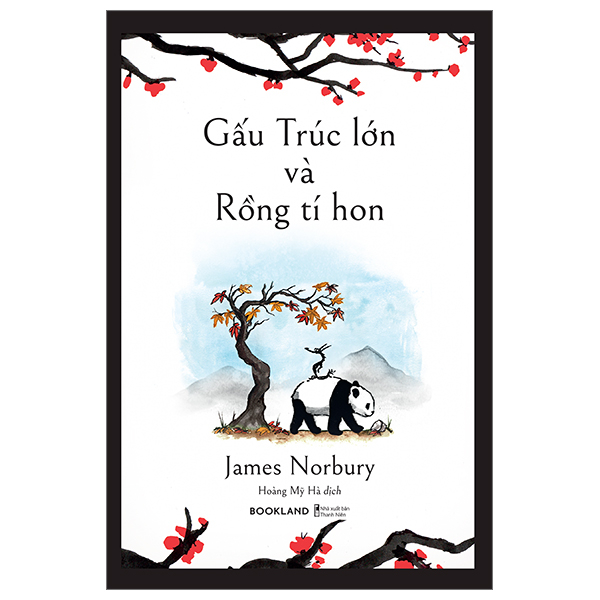 Gấu Trúc lớn
và
Rồng tí hon
James Norbury
Hoàng Mỹ Hà dịch
BOOKLAND
Nhà xuất bản
Thanh Niên